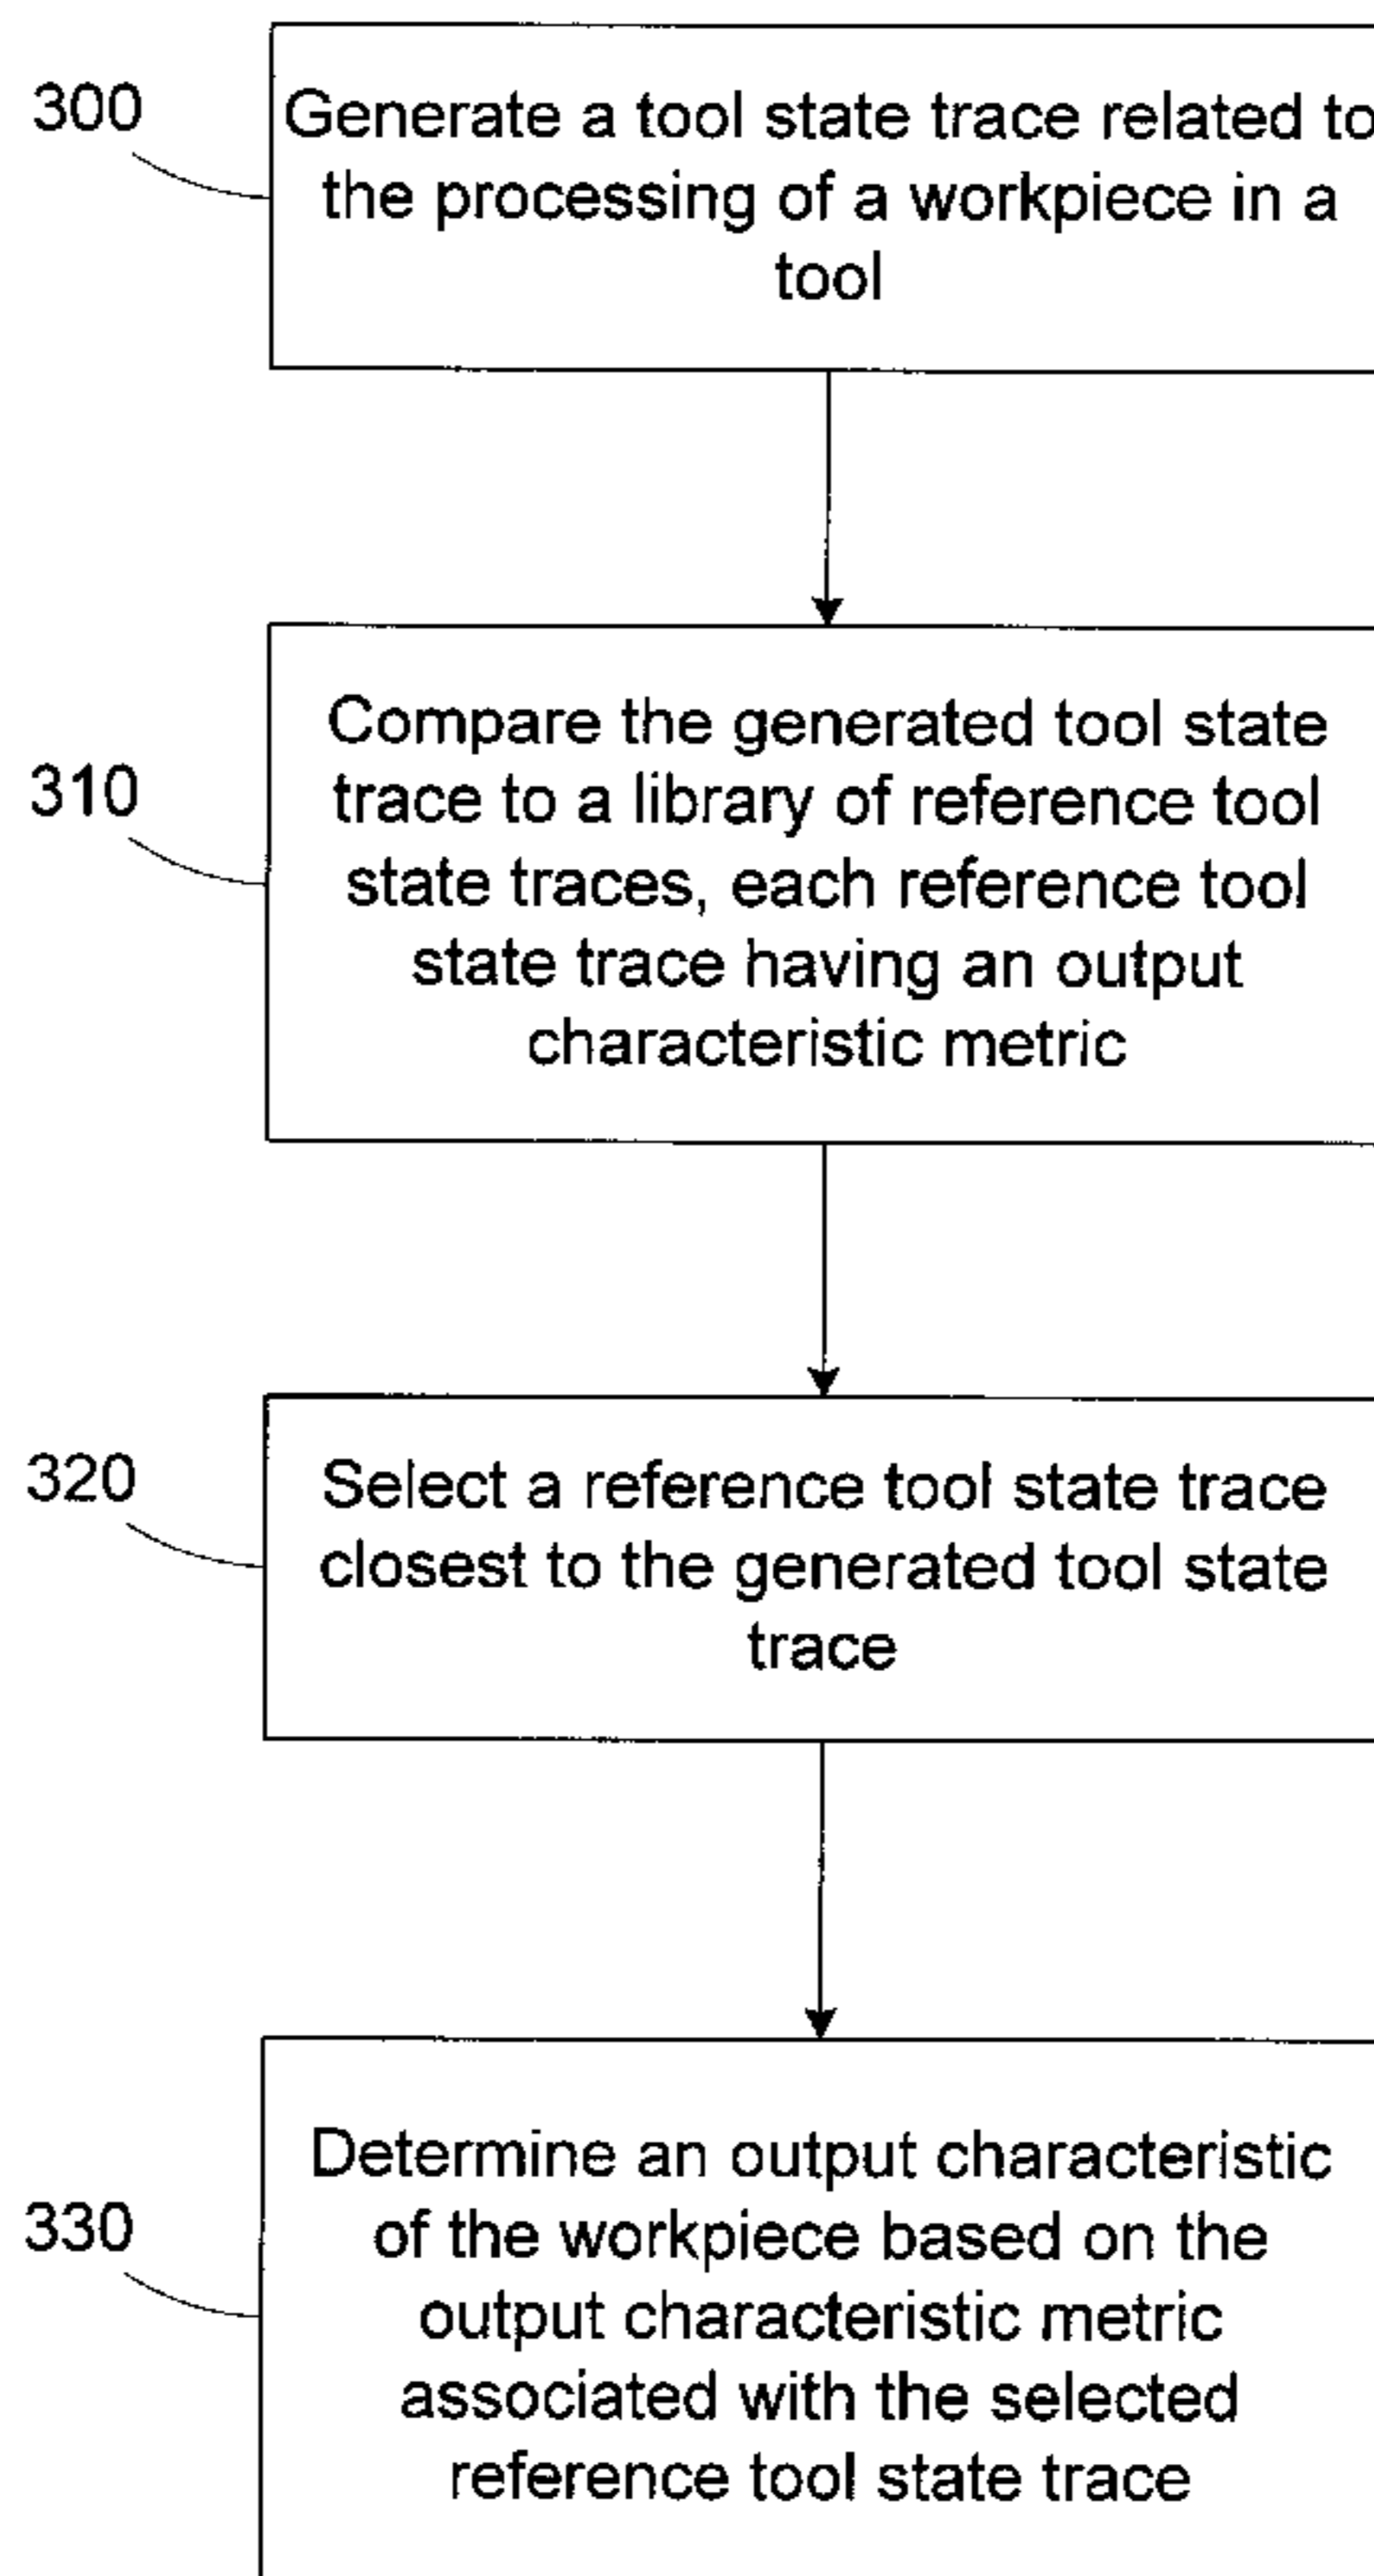 300
Generate a tool state trace related to
the processing of a workpiece in a
tool
310
Compare the generated tool state
trace to a library of reference tool
state traces, each reference tool
state trace having an output
characteristic metric
320
Select a reference tool state trace
closest to the generated tool state
trace
330
Determine an output characteristic
of the workpiece based on the
output characteristic metric
associated with the selected
reference tool state trace